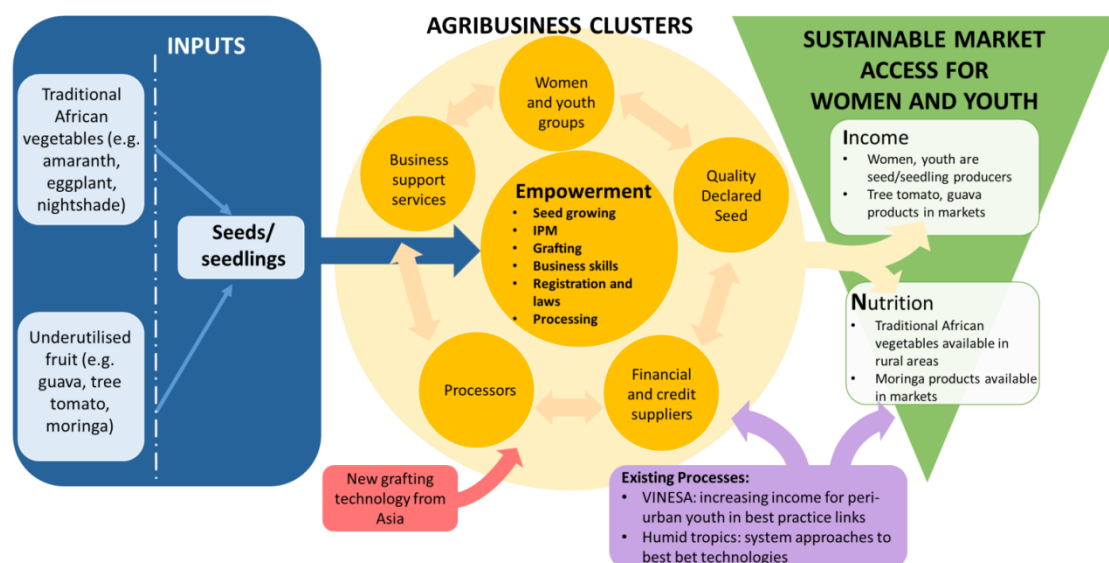 INPUTS
Traditional
African
vegetables (e.g.
amaranth,
eggplant,
nightshade)
Seeds/
seedlings
Underutilised
fruit (e.g.
guava, tree
tomato,
moringa)
AGRIBUSINESS CLUSTERS
Women
and youth
groups
Business
support
services
Quality
Declared
Seed
Empowerment
• Seed growing
• IPM
• Grafting
• Business skills
• Registration and
laws
• Processing
Processors
Financial
and credit
suppliers
New grafting
technology from
Asia
SUSTAINABLE MARKET
ACCESS FOR
WOMEN AND YOUTH
Income
• Women, youth are
seed/seedling producers
• Tree tomato, guava
products in markets
Nutrition
• Traditional African
vegetables available in
rural areas
• Moringa products available
in markets
Existing Processes:
• VINESA: increasing income for peri-
urban youth in best practice links
• Humid tropics: system approaches to
best bet technologies